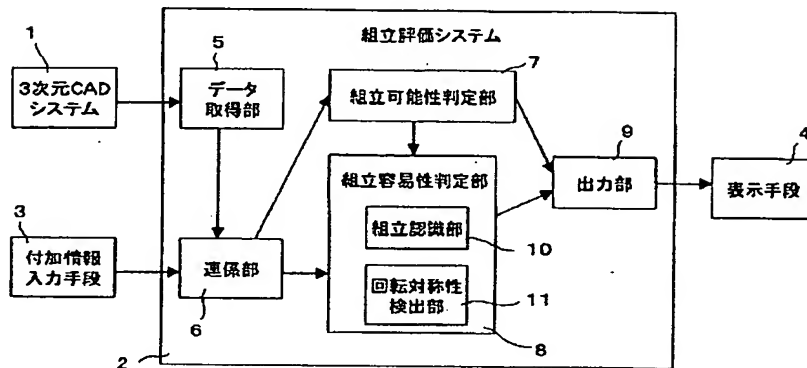 組立評価システム
1
3次元CAD
システム
5
データ
取得部
7
組立可能性判定部
組立容易性判定部
組立認識部
10
回転対称性
検出部
11
8
9
出力部
4
表示手段
3
付加情報
入力手段
連係部
6
2